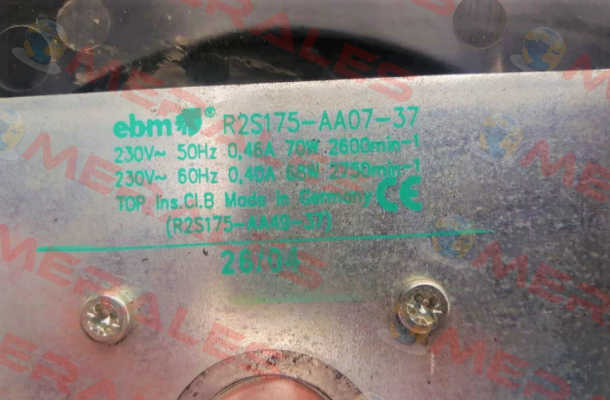 ebm® R2S175-AA07-37
230V~ 50Hz 0,46A 70W 2600min-1
230V~ 60Hz 0,40A 68W 2750min-1
TOP Ins.Cl.B Made in Germany CE
(R2S175-AA49-37)
26/04
MERALES